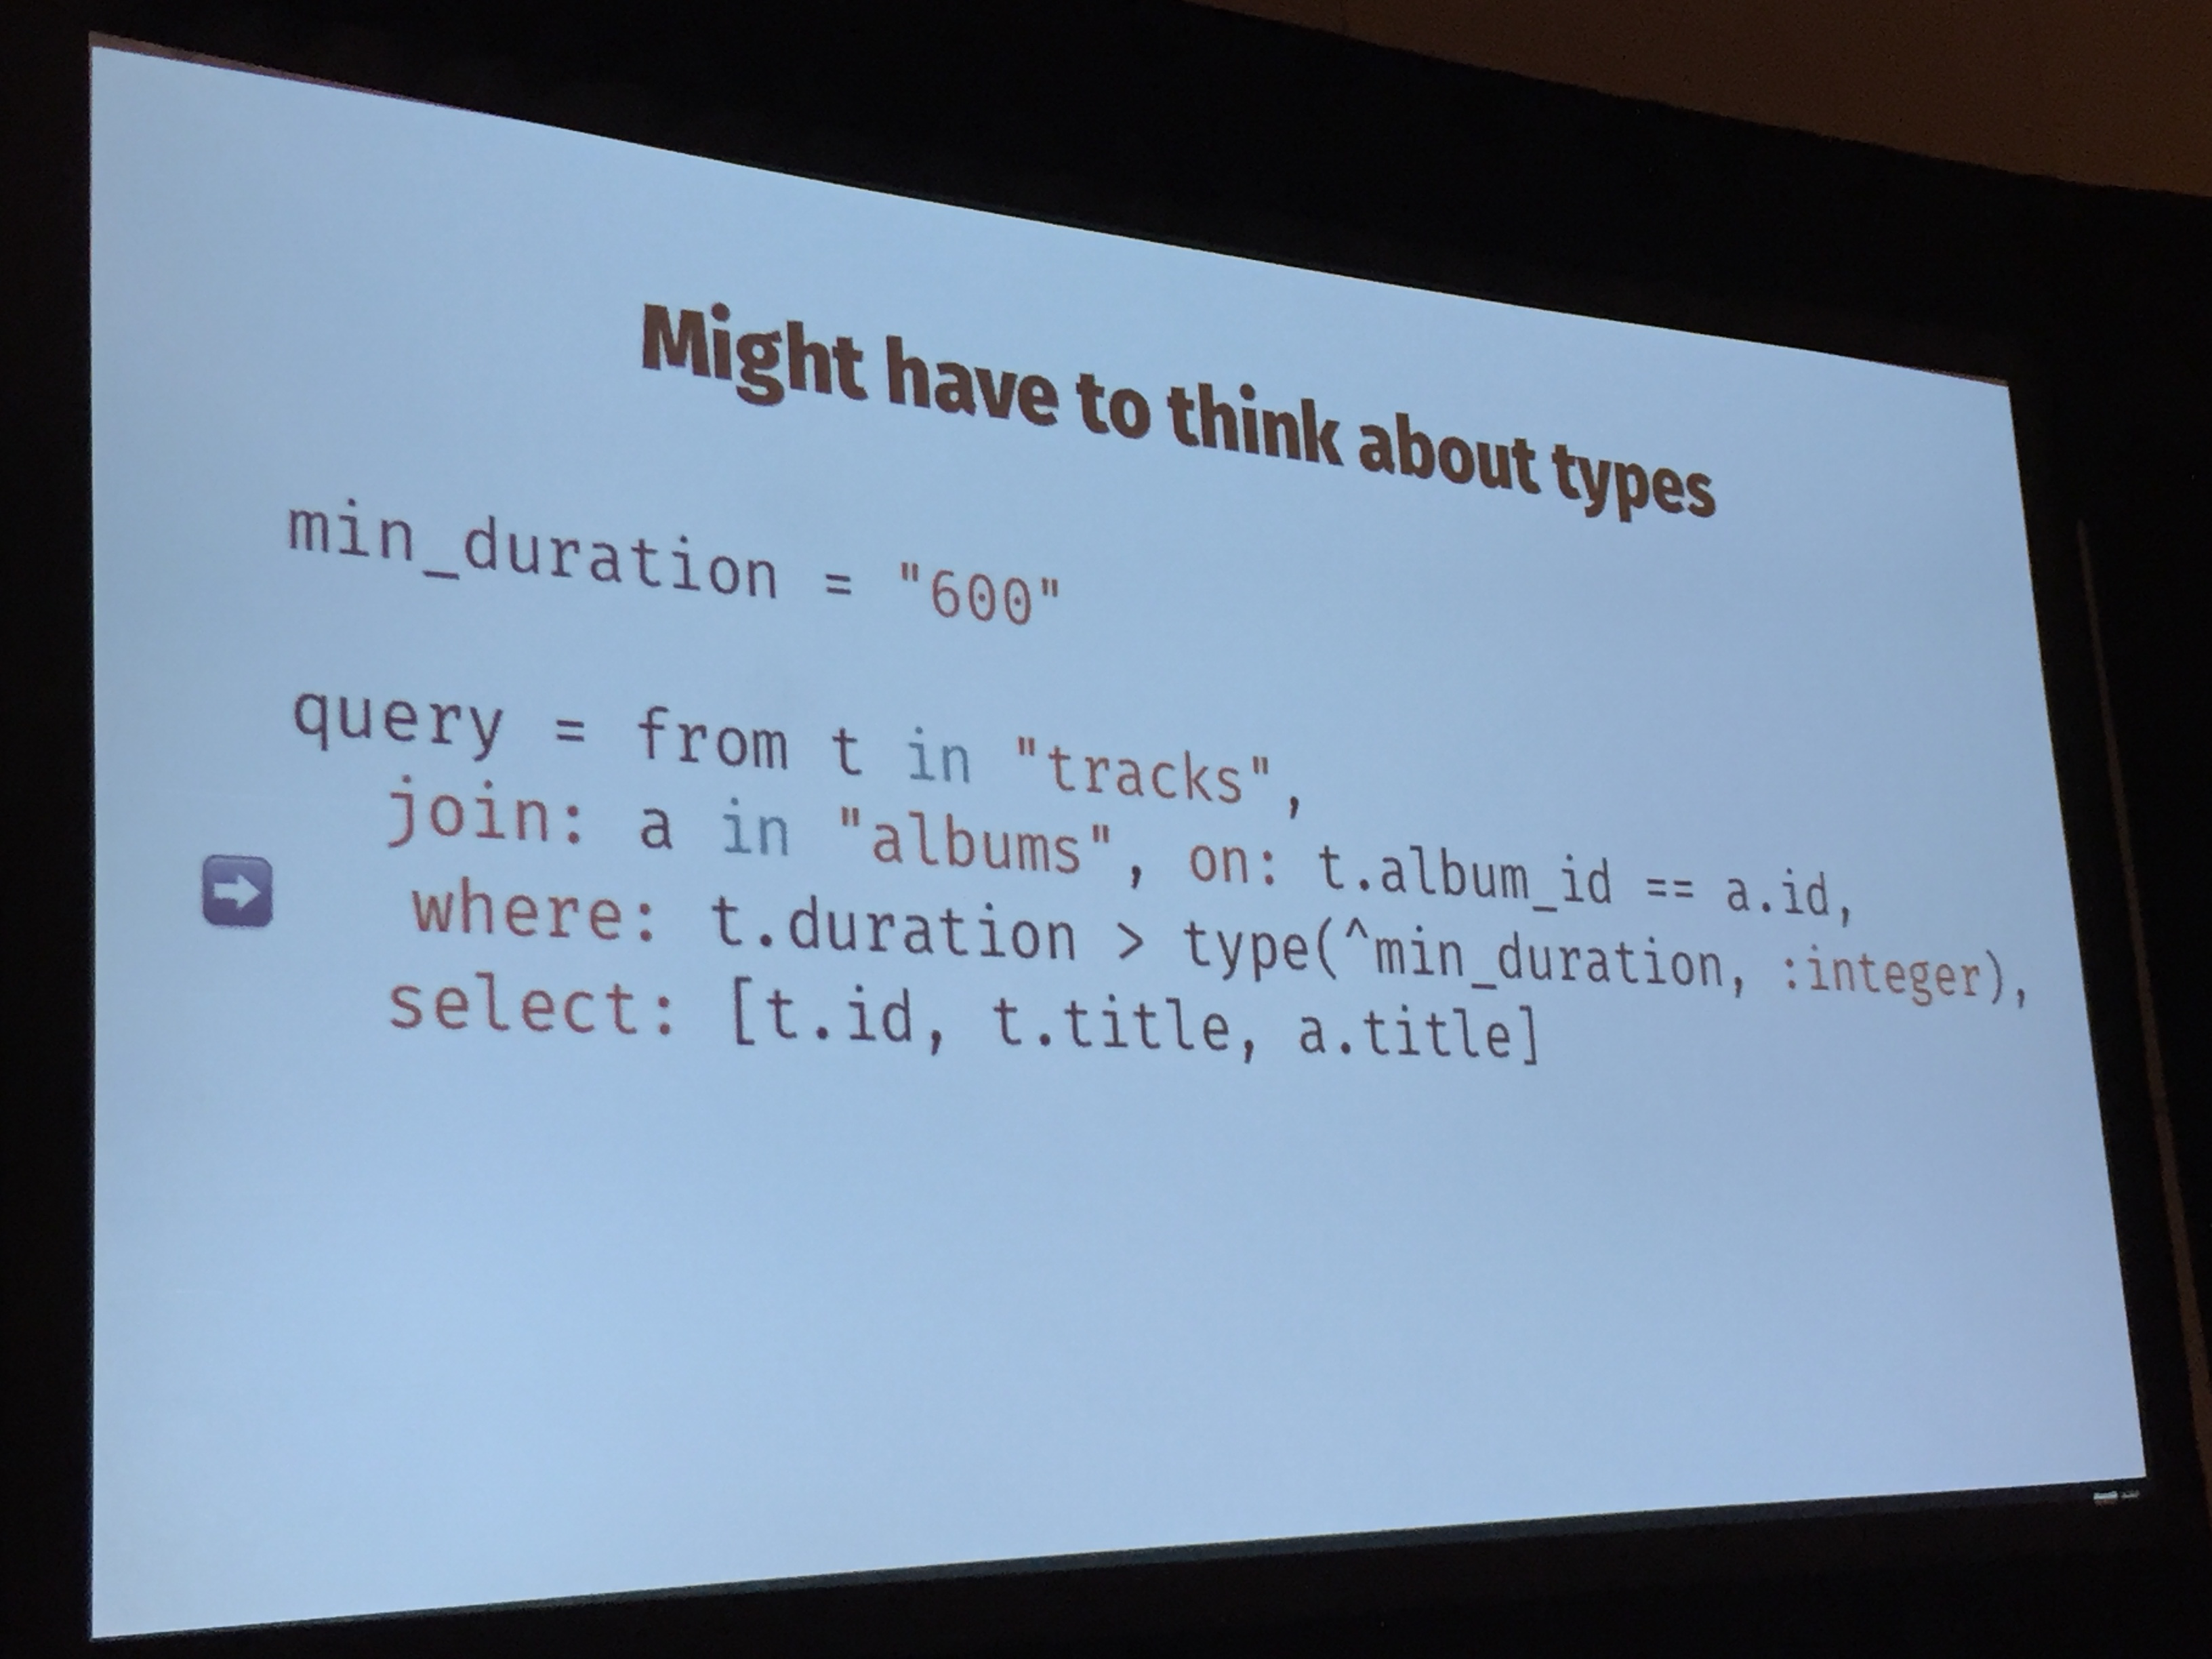 Might have to think about types
min_duration = "600"
query = from t in "tracks",
join: a in "albums", on: t.album_id == a.id,
where: t.duration > type(^min_duration, :integer),
select: [t.id, t.title, a.title]